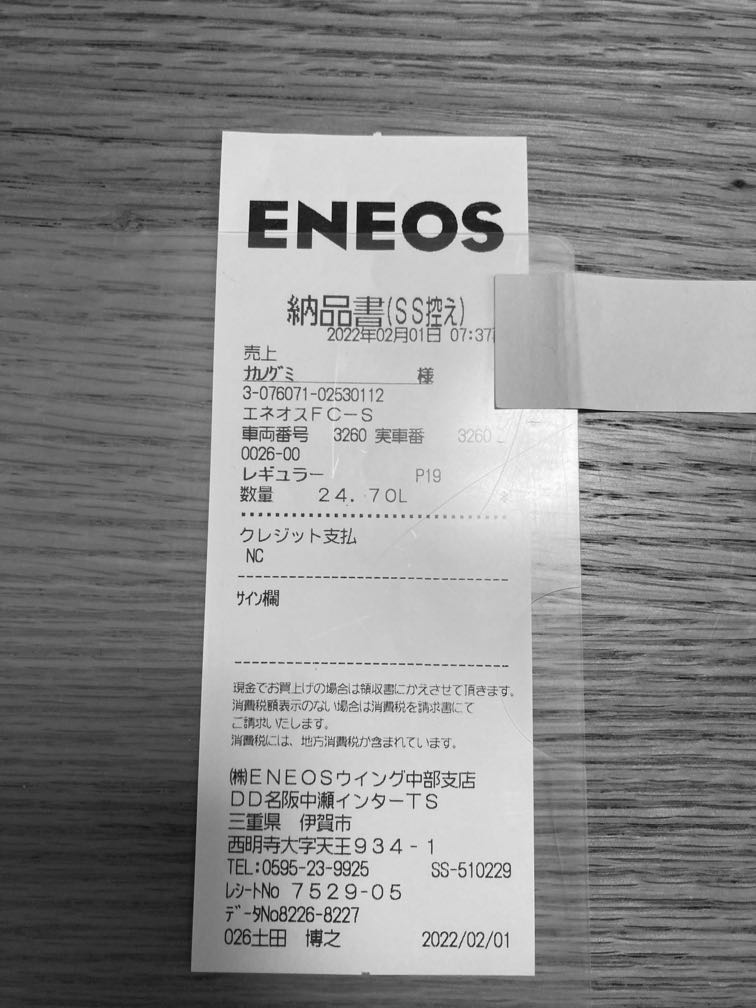 ENEOS
納品書(SS控え)
2022年02月01日 07:37
売上
ナカノグミ 様
3-076071-02530112
エネオスFC-S
車両番号 3260 実車番 3260
0026-00
レギュラー P19
数量 24.70L
クレジット支払
NC
サイン欄
現金でお買上げの場合は領収書にかえさせて頂きます。
消費税額表示のない場合は消費税を請求書にて
ご請求いたします。
消費税には、地方消費税が含まれています。
(株)ENEOSウイング中部支店
DD名阪中瀬インターTS
三重県 伊賀市
西明寺大字天王934-1
TEL:0595-23-9925 SS-510229
レシートNo 7529-05
データNo8226-8227
026土田 博之 2022/02/01